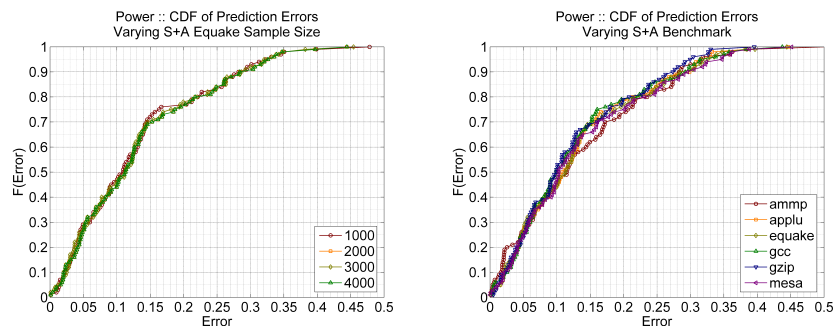 Power :: CDF of Prediction Errors
Varying S+A Equake Sample Size
1
0.9
0.8
0.7
0.6
0.5
0.4
0.3
0.2
0.1
0
F(Error)
0 0.05 0.1 0.15 0.2 0.25 0.3 0.35 0.4 0.45 0.5
Error
1000
2000
3000
4000
Power :: CDF of Prediction Errors
Varying S+A Benchmark
1
0.9
0.8
0.7
0.6
0.5
0.4
0.3
0.2
0.1
0
F(Error)
0 0.05 0.1 0.15 0.2 0.25 0.3 0.35 0.4 0.45 0.5
Error
ammp
applu
equake
gcc
gzip
mesa